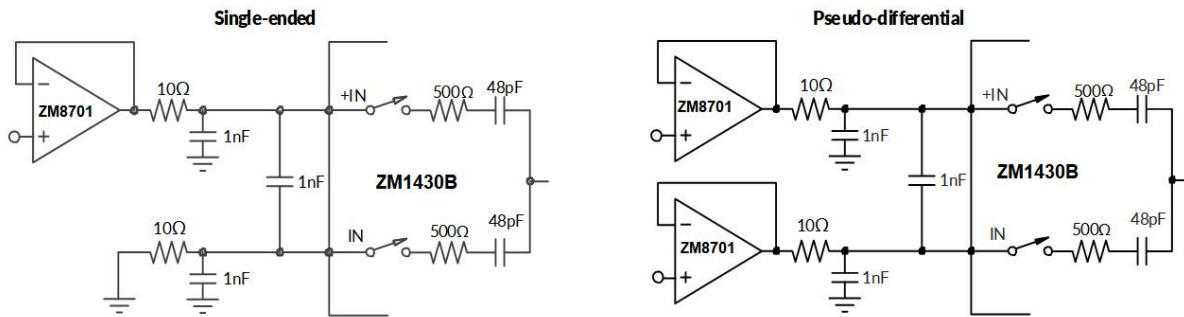 Single-ended
10Ω
ZM8701
1nF
+IN
500Ω
48pF
1nF
ZM1430B
10Ω
1nF
IN
500Ω
48pF
Pseudo-differential
10Ω
ZM8701
1nF
+IN
500Ω
48pF
1nF
ZM1430B
10Ω
ZM8701
1nF
IN
500Ω
48pF